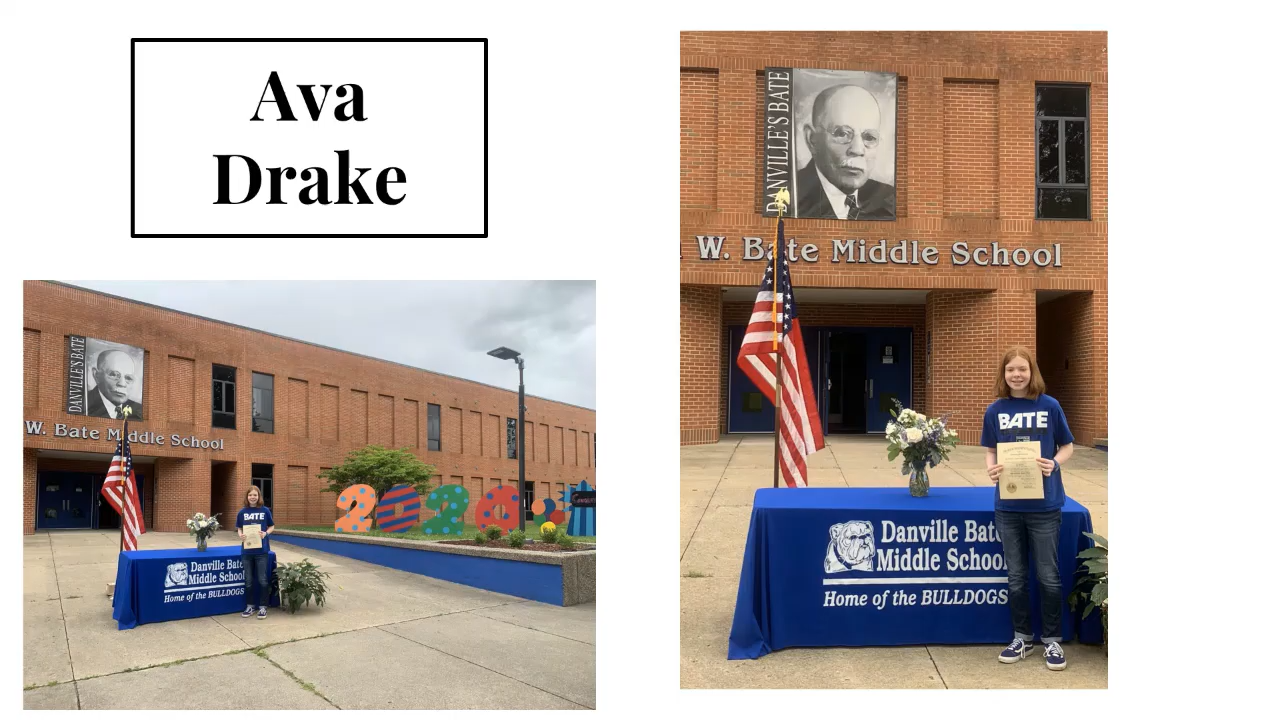 Ava
Drake
DANVILLE'S BATE
W. Bate Middle School
BATE
Danville Bate
Middle School
Home of the BULLDOGS
2020
DANVILLE'S BATE
W. Bate Middle School
BATE
Danville Bate
Middle School
Home of the BULLDOGS